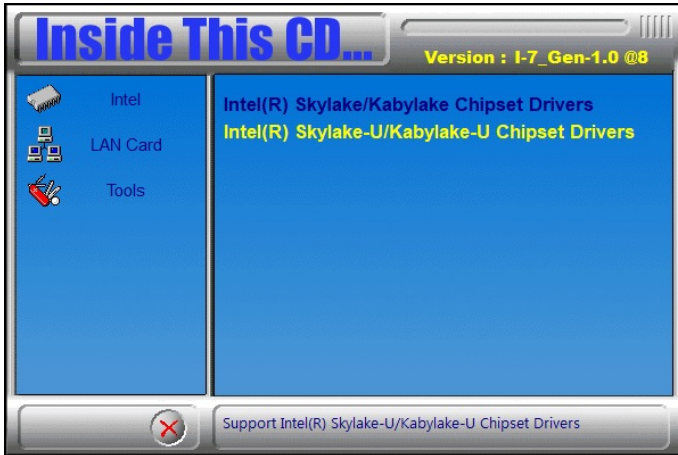 Inside This CD...
Version : I-7_Gen-1.0 @8
Intel
LAN Card
Tools
Intel(R) Skylake/Kabylake Chipset Drivers
Intel(R) Skylake-U/Kabylake-U Chipset Drivers
Support Intel(R) Skylake-U/Kabylake-U Chipset Drivers